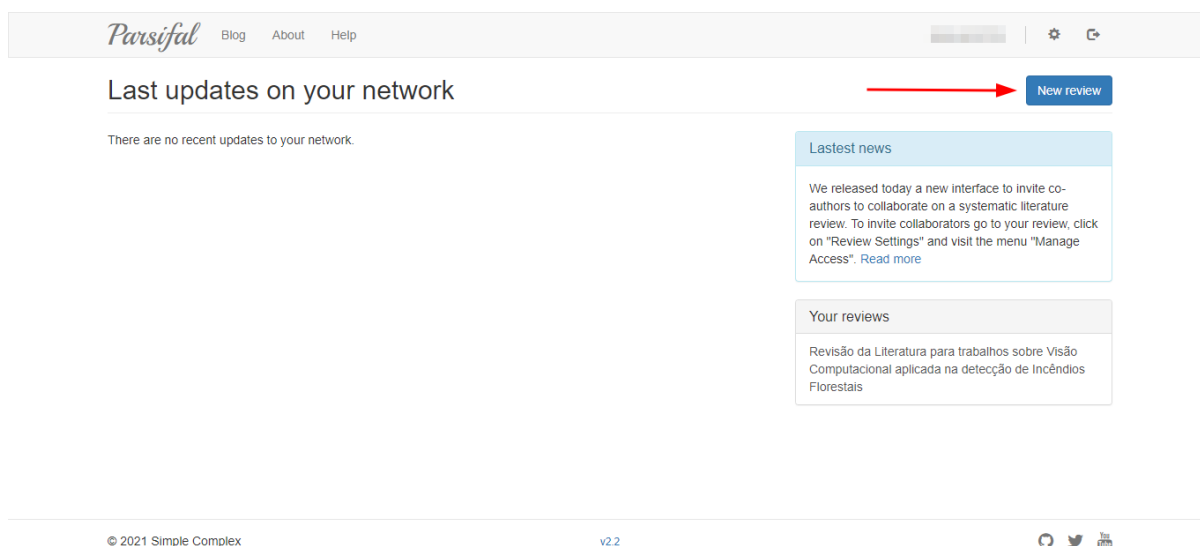 Parsifal Blog About Help
Last updates on your network
New review
There are no recent updates to your network.
Lastest news
We released today a new interface to invite co-
authors to collaborate on a systematic literature
review. To invite collaborators go to your review, click
on "Review Settings" and visit the menu "Manage
Access". Read more
Your reviews
Revisão da Literatura para trabalhos sobre Visão
Computacional aplicada na detecção de Incêndios
Florestais
© 2021 Simple Complex
v2.2
You
Tube